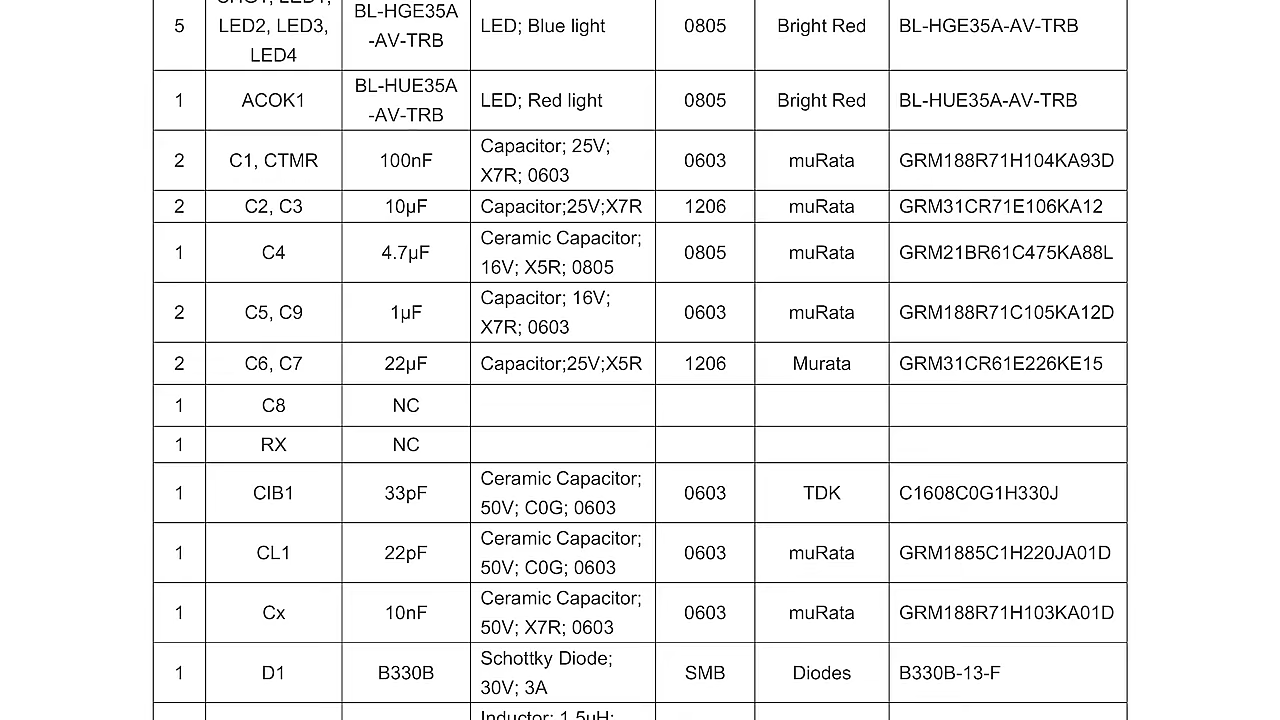 5 CHG1, LED1, LED2, LED3, LED4 BL-HGE35A-AV-TRB LED; Blue light 0805 Bright Red BL-HGE35A-AV-TRB
1 ACOK1 BL-HUE35A-AV-TRB LED; Red light 0805 Bright Red BL-HUE35A-AV-TRB
2 C1, CTMR 100nF Capacitor; 25V; X7R; 0603 0603 muRata GRM188R71H104KA93D
2 C2, C3 10µF Capacitor;25V;X7R 1206 muRata GRM31CR71E106KA12
1 C4 4.7µF Ceramic Capacitor; 16V; X5R; 0805 0805 muRata GRM21BR61C475KA88L
2 C5, C9 1µF Capacitor; 16V; X7R; 0603 0603 muRata GRM188R71C105KA12D
2 C6, C7 22µF Capacitor;25V;X5R 1206 Murata GRM31CR61E226KE15
1 C8 NC
1 RX NC
1 CIB1 33pF Ceramic Capacitor; 50V; C0G; 0603 0603 TDK C1608C0G1H330J
1 CL1 22pF Ceramic Capacitor; 50V; C0G; 0603 0603 muRata GRM1885C1H220JA01D
1 Cx 10nF Ceramic Capacitor; 50V; X7R; 0603 0603 muRata GRM188R71H103KA01D
1 D1 B330B Schottky Diode; 30V; 3A SMB Diodes B330B-13-F
Inductor; 1.5uH;